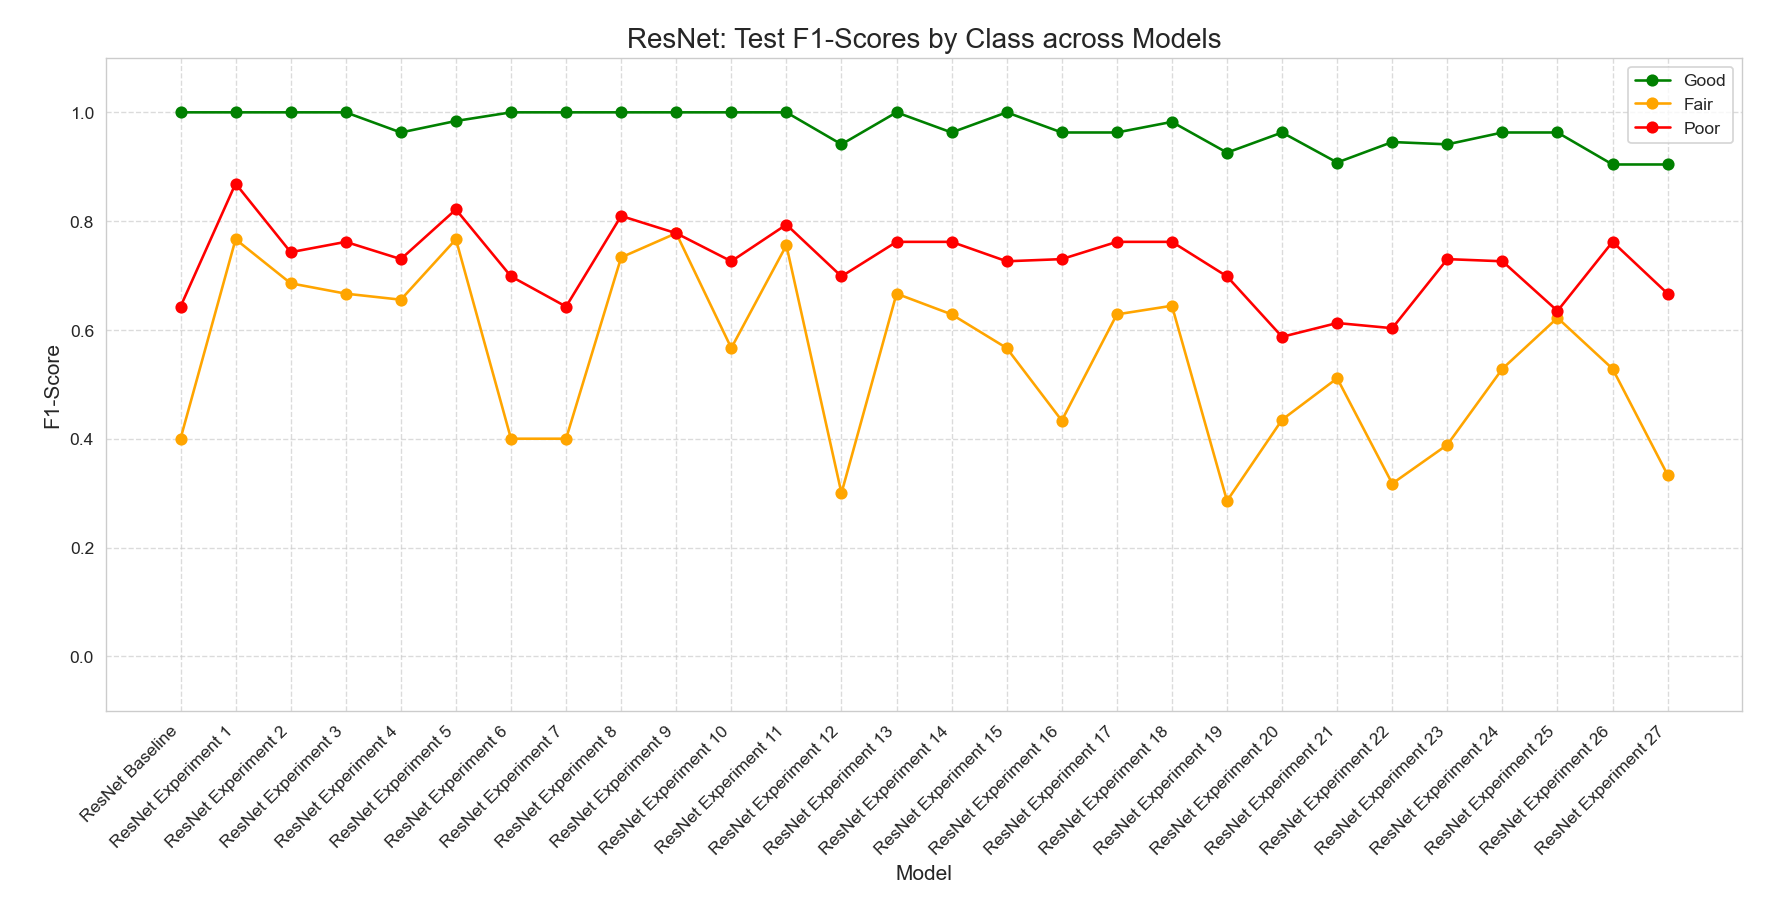 ResNet: Test F1-Scores by Class across Models
Good
Fair
Poor
F1-Score
1.0
0.8
0.6
0.4
0.2
0.0
ResNet Baseline
ResNet Experiment 1
ResNet Experiment 2
ResNet Experiment 3
ResNet Experiment 4
ResNet Experiment 5
ResNet Experiment 6
ResNet Experiment 7
ResNet Experiment 8
ResNet Experiment 9
ResNet Experiment 10
ResNet Experiment 11
ResNet Experiment 12
ResNet Experiment 13
ResNet Experiment 14
ResNet Experiment 15
ResNet Experiment 16
ResNet Experiment 17
ResNet Experiment 18
ResNet Experiment 19
ResNet Experiment 20
ResNet Experiment 21
ResNet Experiment 22
ResNet Experiment 23
ResNet Experiment 24
ResNet Experiment 25
ResNet Experiment 26
ResNet Experiment 27
Model